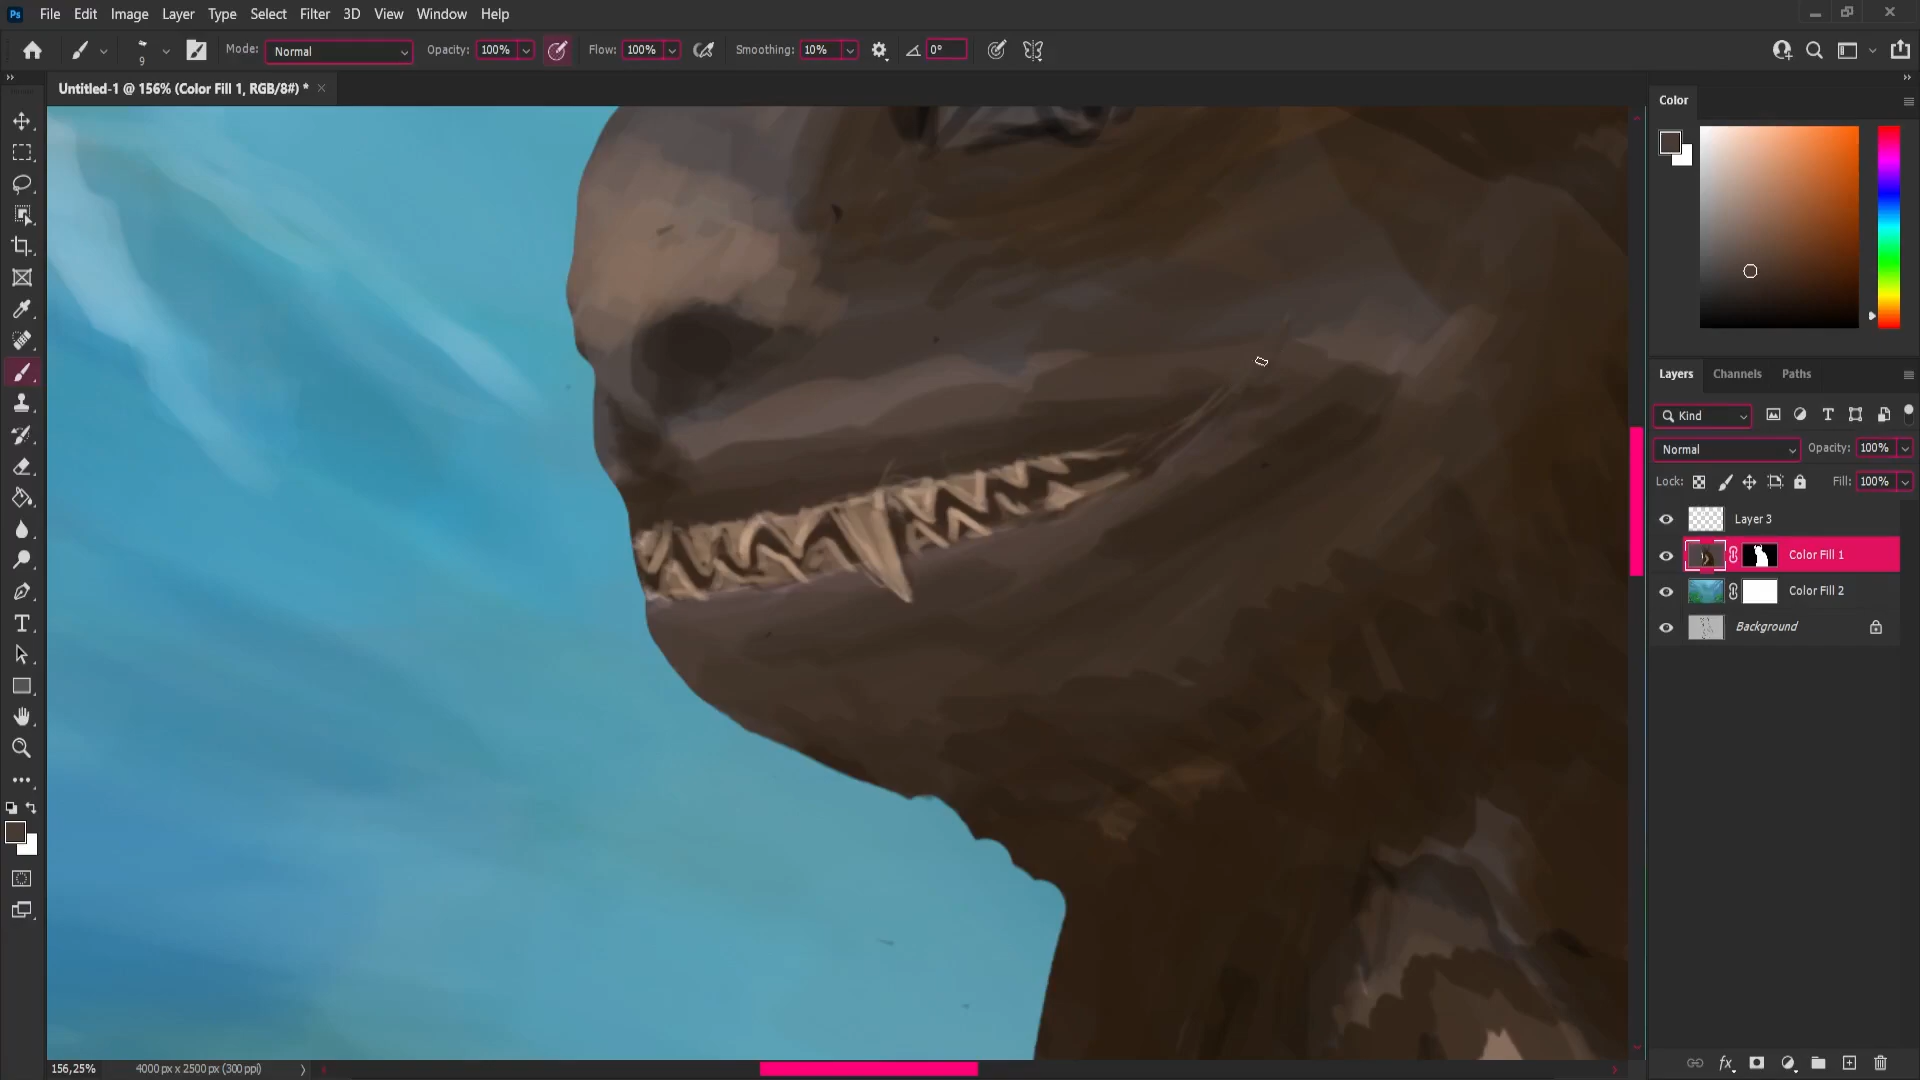 Ps File Edit Image Layer Type Select Filter 3D View Window Help
9 Mode: Normal Opacity: 100% Flow: 100% Smoothing: 10% 0°
Untitled-1 @ 156% (Color Fill 1, RGB/8#) *
Color
Layers Channels Paths
Kind
Normal Opacity: 100%
Lock: Fill: 100%
Layer 3
Color Fill 1
Color Fill 2
Background
156,25% 4000 px x 2500 px (300 ppi)